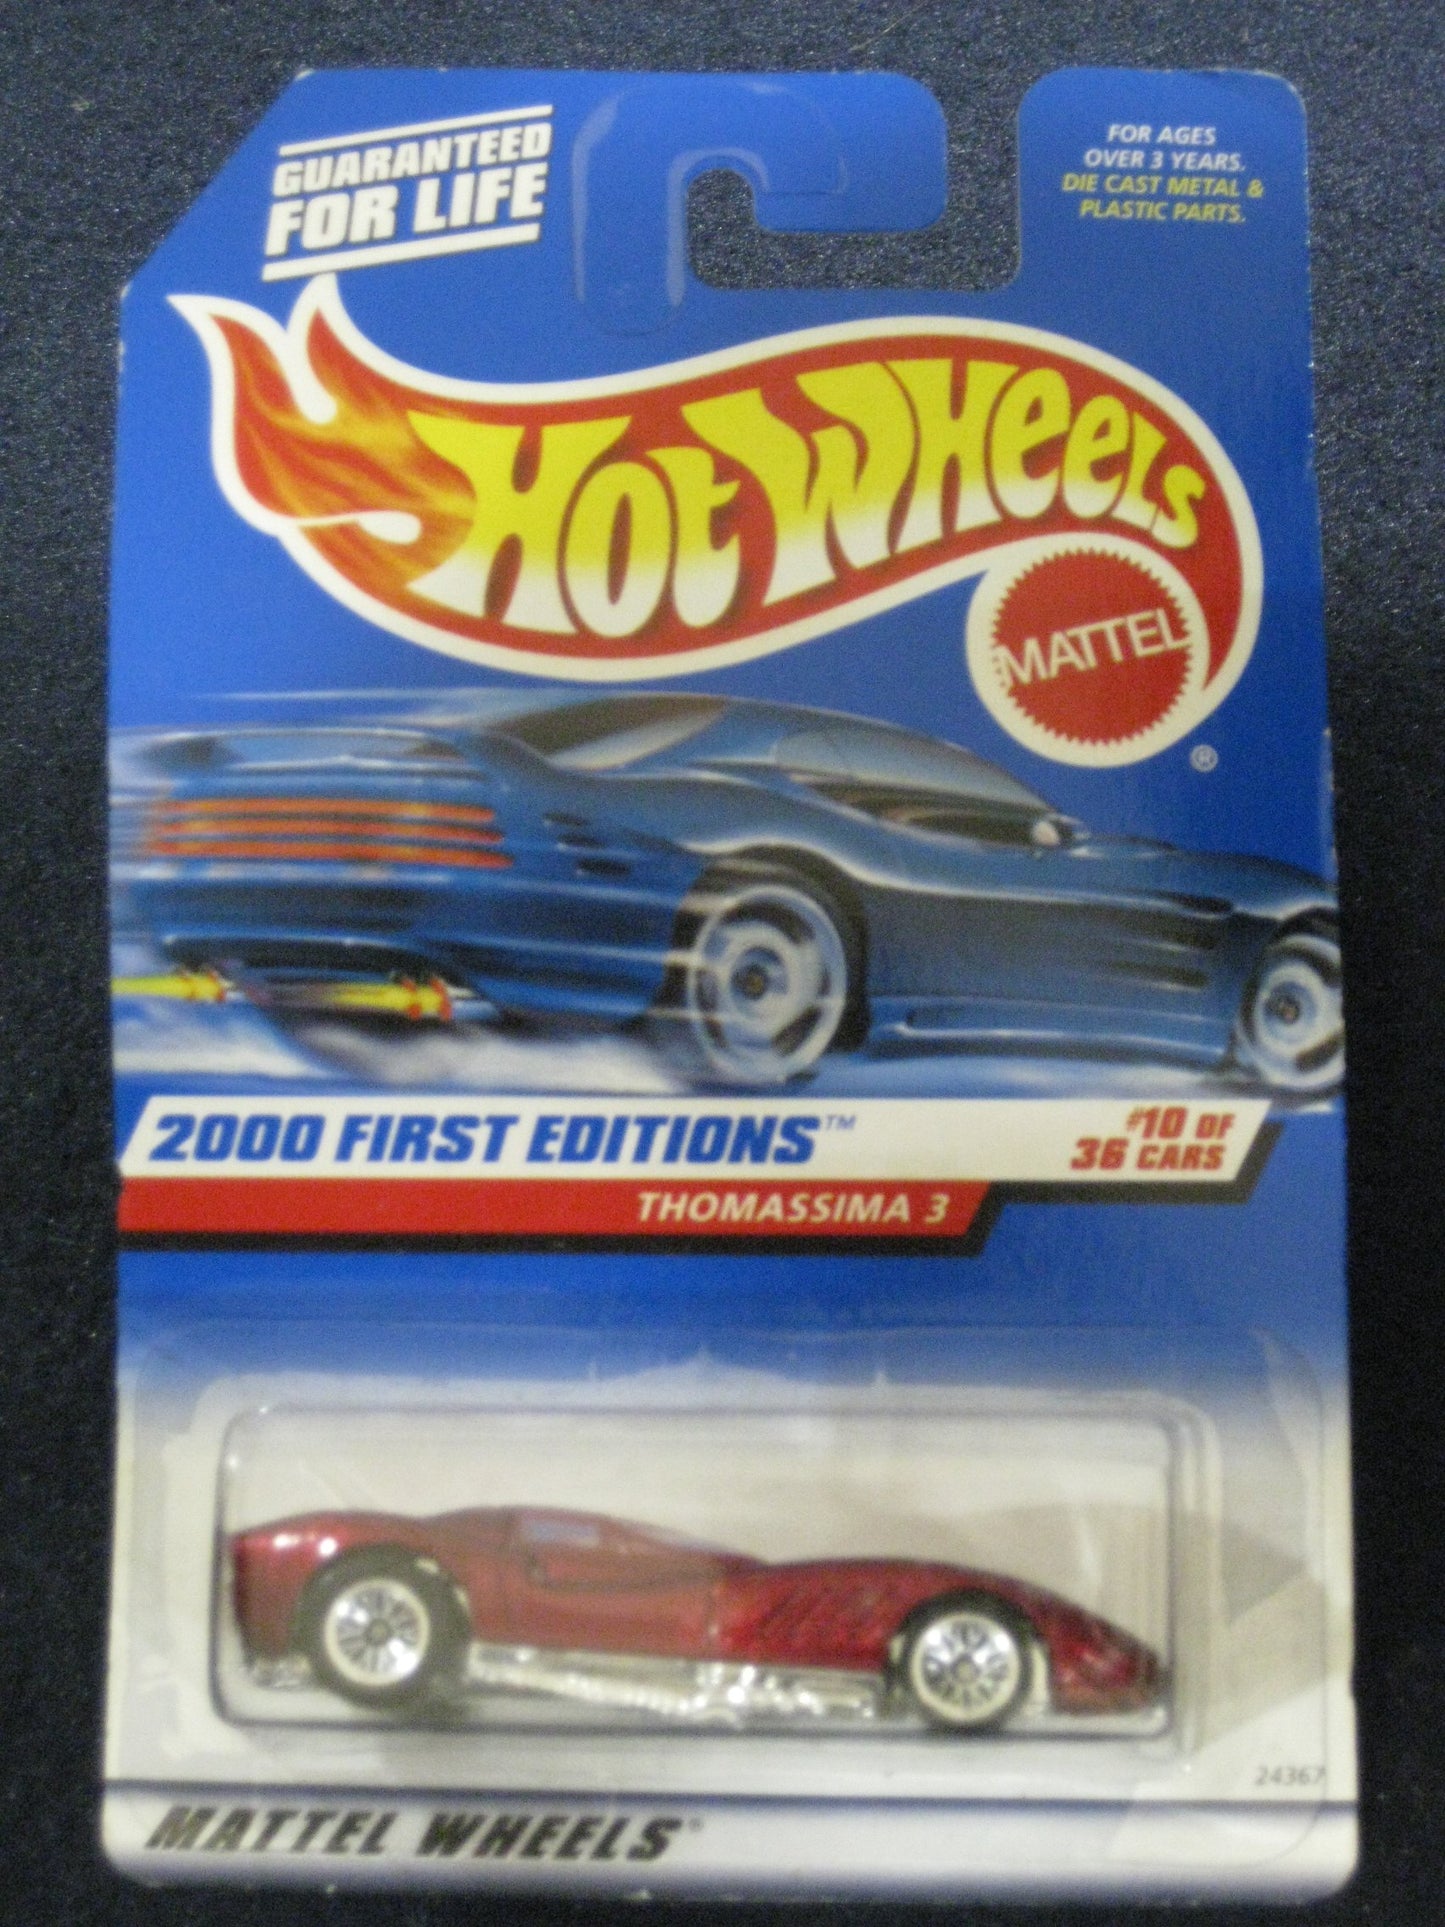 GUARANTEED
FOR LIFE
FOR AGES
OVER 3 YEARS.
DIE CAST METAL &
PLASTIC PARTS.
HOT WHEELS
MATTEL
®
2000 FIRST EDITIONS™
#10 OF
36 CARS
THOMASSIMA 3
24367
MATTEL WHEELS®